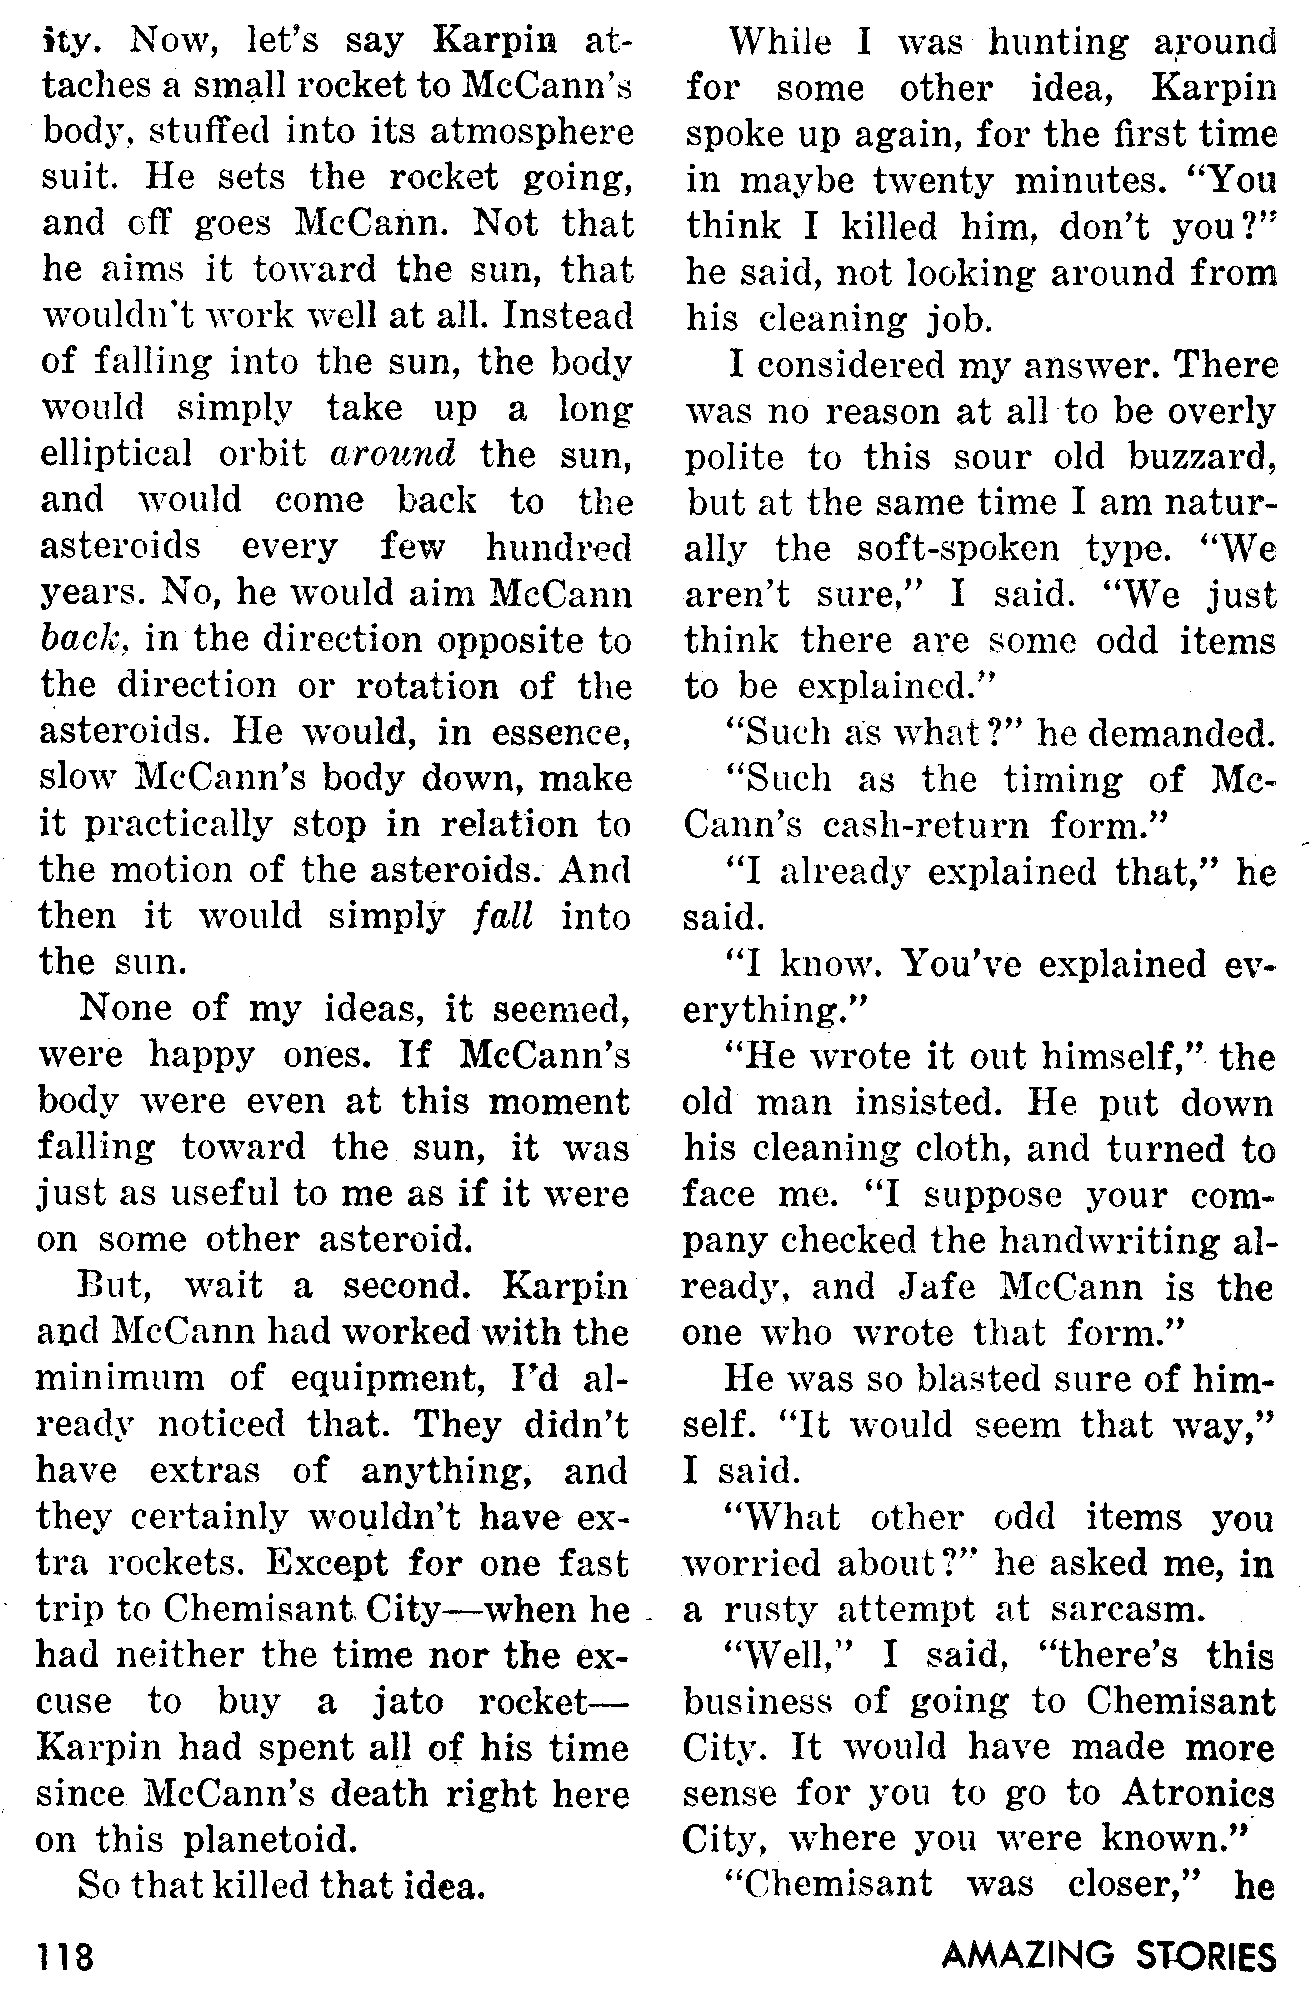 ity. Now, let's say Karpin at-
taches a small rocket to McCann's
body, stuffed into its atmosphere
suit. He sets the rocket going,
and off goes McCann. Not that
he aims it toward the sun, that
wouldn't work well at all. Instead
of falling into the sun, the body
would simply take up a long
elliptical orbit around the sun,
and would come back to the
asteroids every few hundred
years. No, he would aim McCann
back, in the direction opposite to
the direction or rotation of the
asteroids. He would, in essence,
slow McCann's body down, make
it practically stop in relation to
the motion of the asteroids. And
then it would simply fall into
the sun.
None of my ideas, it seemed,
were happy ones. If McCann's
body were even at this moment
falling toward the sun, it was
just as useful to me as if it were
on some other asteroid.
But, wait a second. Karpin
and McCann had worked with the
minimum of equipment, I'd al-
ready noticed that. They didn't
have extras of anything, and
they certainly wouldn't have ex-
tra rockets. Except for one fast
trip to Chemisant City—when he
had neither the time nor the ex-
cuse to buy a jato rocket—
Karpin had spent all of his time
since McCann's death right here
on this planetoid.
So that killed that idea.
While I was hunting around
for some other idea, Karpin
spoke up again, for the first time
in maybe twenty minutes. "You
think I killed him, don't you?"
he said, not looking around from
his cleaning job.
I considered my answer. There
was no reason at all to be overly
polite to this sour old buzzard,
but at the same time I am natur-
ally the soft-spoken type. "We
aren't sure," I said. "We just
think there are some odd items
to be explained."
"Such as what?" he demanded.
"Such as the timing of Mc-
Cann's cash-return form."
"I already explained that," he
said.
"I know. You've explained ev-
erything."
"He wrote it out himself," the
old man insisted. He put down
his cleaning cloth, and turned to
face me. "I suppose your com-
pany checked the handwriting al-
ready, and Jafe McCann is the
one who wrote that form."
He was so blasted sure of him-
self. "It would seem that way,"
I said.
"What other odd items you
worried about?" he asked me, in
a rusty attempt at sarcasm.
"Well," I said, "there's this
business of going to Chemisant
City. It would have made more
sense for you to go to Atronics
City, where you were known."
"Chemisant was closer," he
118
AMAZING STORIES